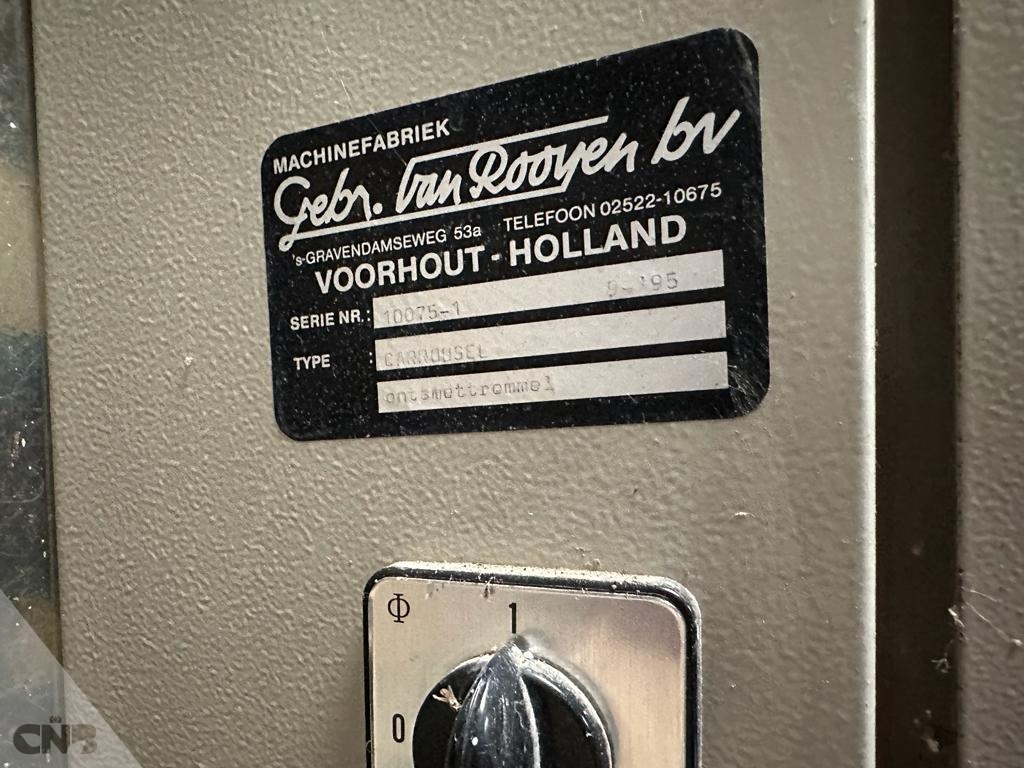 MACHINEFABRIEK
Gebr. Van Rooyen bv
's-GRAVENDAMSEWEG 53a TELEFOON 02522-10675
VOORHOUT - HOLLAND
SERIE NR.: 10075-1
TYPE : CARROUSEL
ontsmettrommel
Φ 1
0
CNB